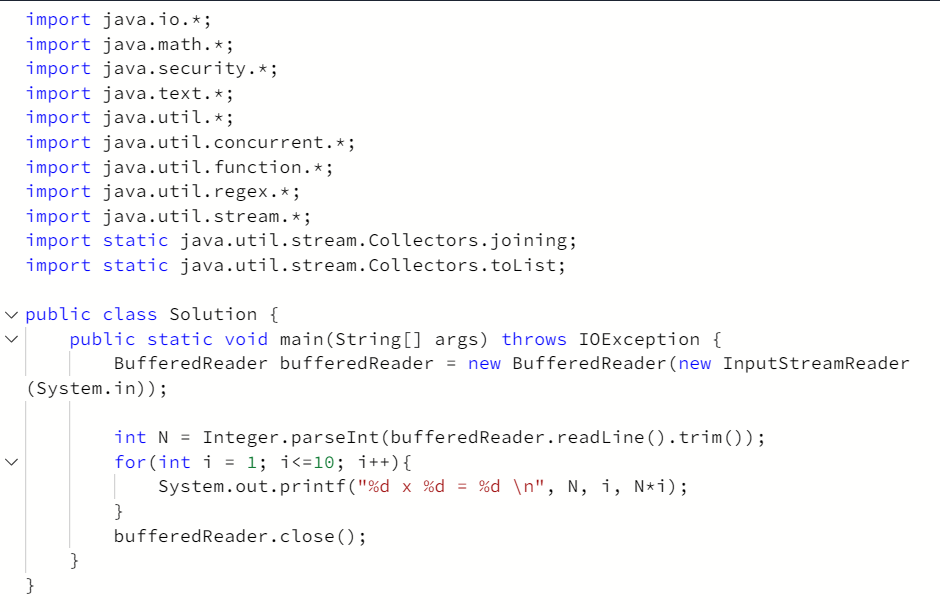 import java.io.*;
import java.math.*;
import java.security.*;
import java.text.*;
import java.util.*;
import java.util.concurrent.*;
import java.util.function.*;
import java.util.regex.*;
import java.util.stream.*;
import static java.util.stream.Collectors.joining;
import static java.util.stream.Collectors.toList;

public class Solution {
    public static void main(String[] args) throws IOException {
        BufferedReader bufferedReader = new BufferedReader(new InputStreamReader
(System.in));

        int N = Integer.parseInt(bufferedReader.readLine().trim());
        for(int i = 1; i<=10; i++){
            System.out.printf("%d x %d = %d \n", N, i, N*i);
        }
        bufferedReader.close();
    }
}